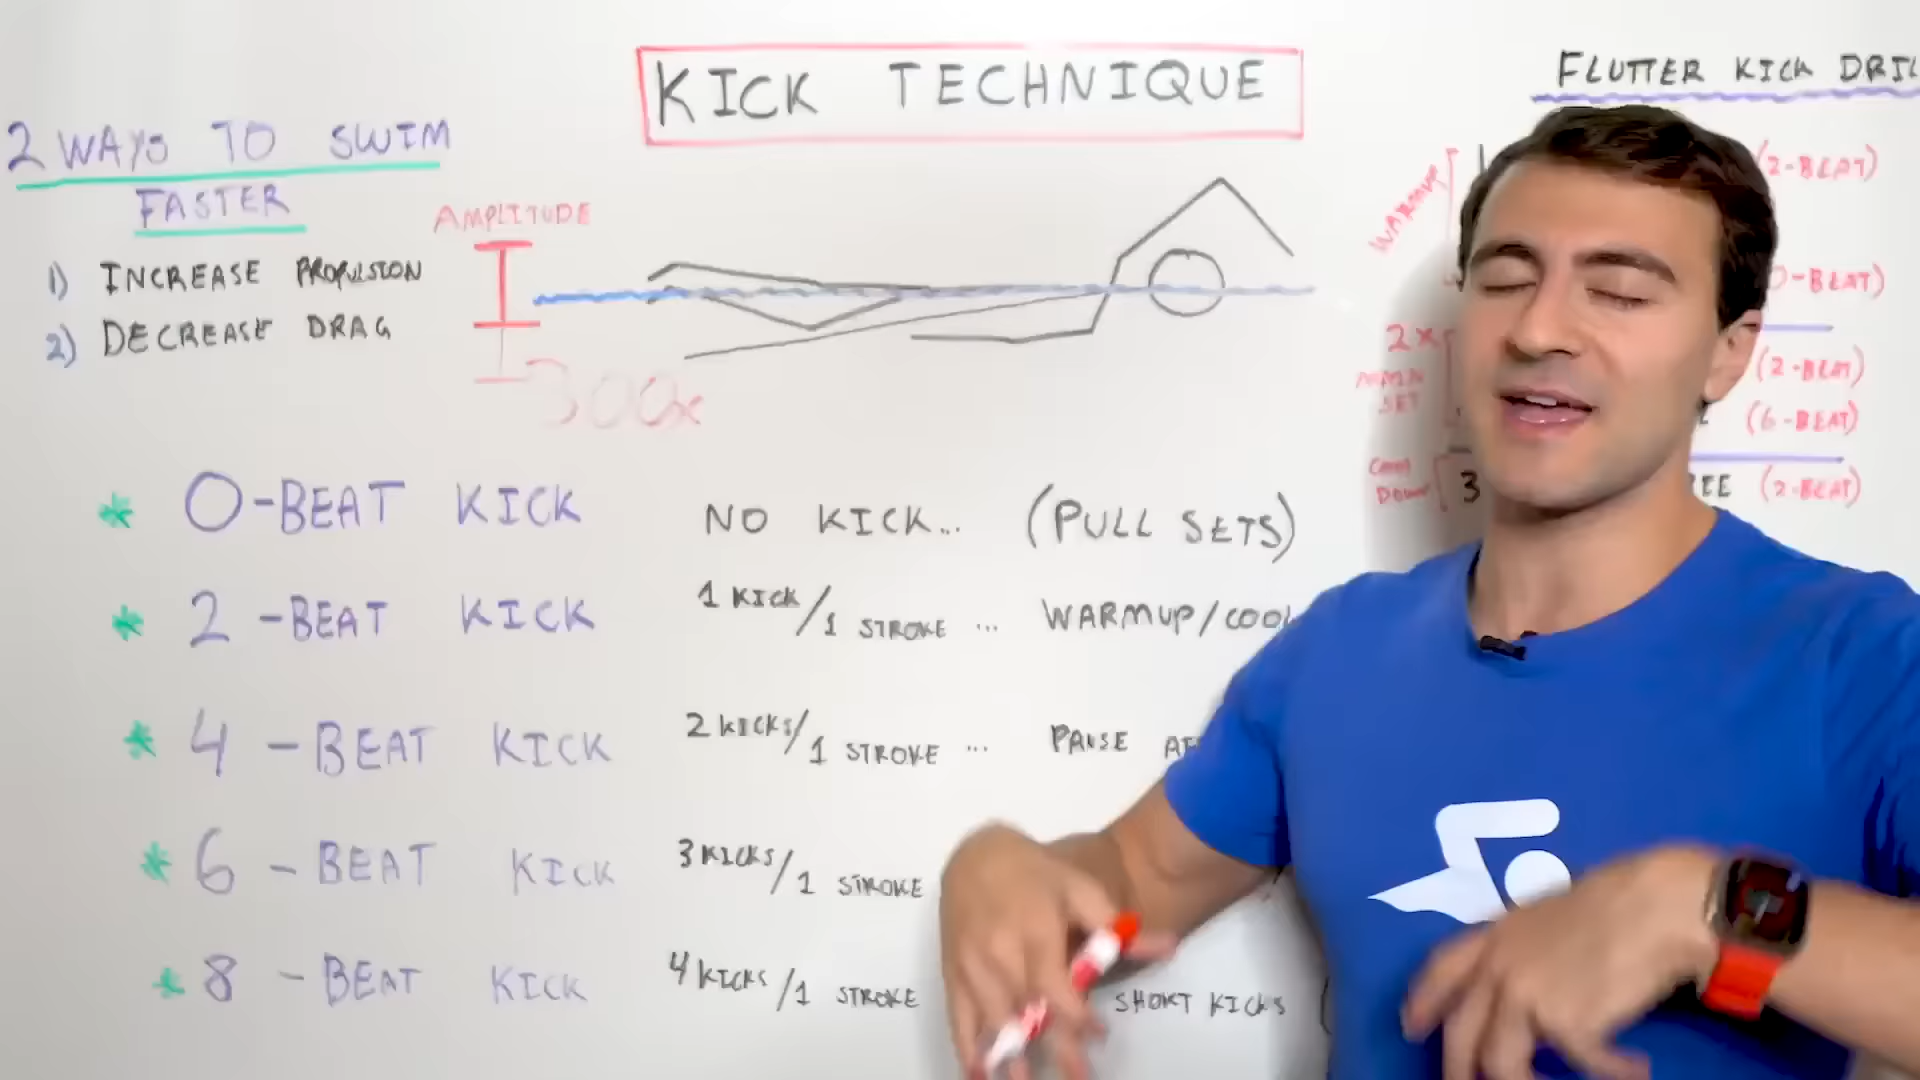 KICK TECHNIQUE
2 WAYS TO SWIM
FASTER
1) INCREASE PROPULSION
2) DECREASE DRAG
AMPLITUDE
300x
* 0-BEAT KICK NO KICK... (PULL SETS)
* 2-BEAT KICK 1 KICK/1 STROKE ... WARMUP/COOL
* 4-BEAT KICK 2 KICKS/1 STROKE ... PAUSE
* 6-BEAT KICK 3 KICKS/1 STROKE
* 8-BEAT KICK 4 KICKS/1 STROKE SHORT KICKS (
FLUTTER KICK
WARMUP
(2-BEAT)
0-BEAT)
2x
MAIN
SET
(2-BEAT)
(6-BEAT)
COOL
DOWN
3
(2-BEAT)